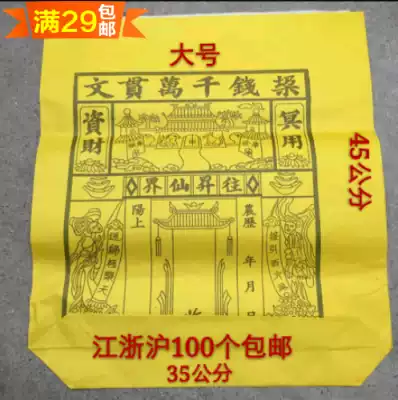 满29包邮
大号
錢千萬貫文
冥用
資財
往昇仙界
農歷 年 月 日
陽上
45公分
江浙沪100个包邮
35公分